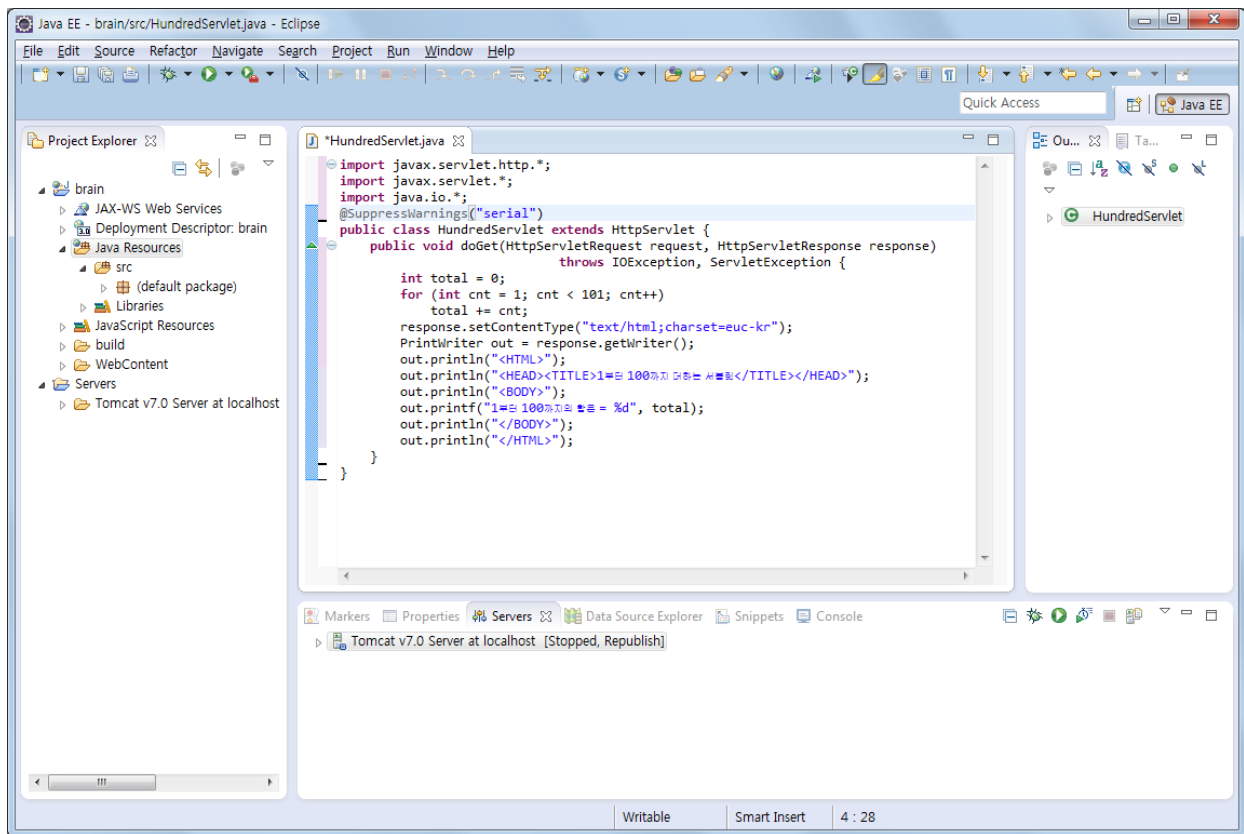 Java EE - brain/src/HundredServlet.java - Eclipse
File Edit Source Refactor Navigate Search Project Run Window Help
Quick Access
Java EE
Project Explorer
brain
JAX-WS Web Services
Deployment Descriptor: brain
Java Resources
src
(default package)
Libraries
JavaScript Resources
build
WebContent
Servers
Tomcat v7.0 Server at localhost
*HundredServlet.java
import javax.servlet.http.*;
import javax.servlet.*;
import java.io.*;
@SuppressWarnings("serial")
public class HundredServlet extends HttpServlet {
public void doGet(HttpServletRequest request, HttpServletResponse response)
throws IOException, ServletException {
int total = 0;
for (int cnt = 1; cnt < 101; cnt++)
total += cnt;
response.setContentType("text/html;charset=euc-kr");
PrintWriter out = response.getWriter();
out.println("<HTML>");
out.println("<HEAD><TITLE>1부터 100까지 더하는 서블릿</TITLE></HEAD>");
out.println("<BODY>");
out.printf("1부터 100까지의 합은 = %d", total);
out.println("</BODY>");
out.println("</HTML>");
}
}
Ou...
Ta...
HundredServlet
Markers Properties Servers Data Source Explorer Snippets Console
Tomcat v7.0 Server at localhost [Stopped, Republish]
Writable Smart Insert 4 : 28